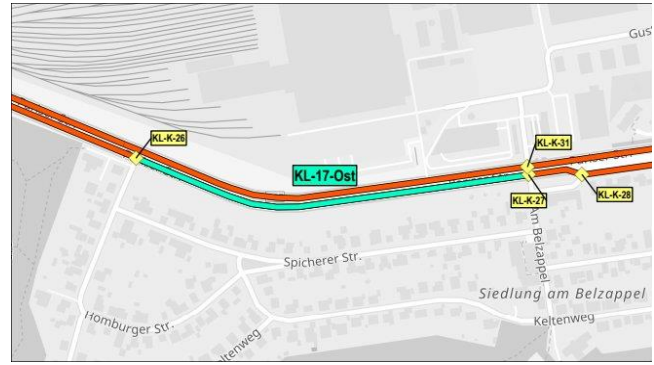 Gust
KL-K-26
KL-K-31
KL-17-Ost
KL-K-27
KL-K-28
Am Belzappel
Spicherer Str.
Siedlung am Belzappel
Homburger Str.
Keltenweg
Keltenweg